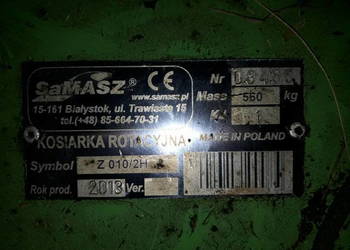 SaMASZ ® CE
www.samasz.pl
15-161 Białystok, ul. Trawiasta 15
tel.(+48) 85-664-70-31
Nr
Masa 560 kg
KOSIARKA ROTACYJNA MADE IN POLAND
Symbol Z 010/2H
Rok prod. 2013 Ver.